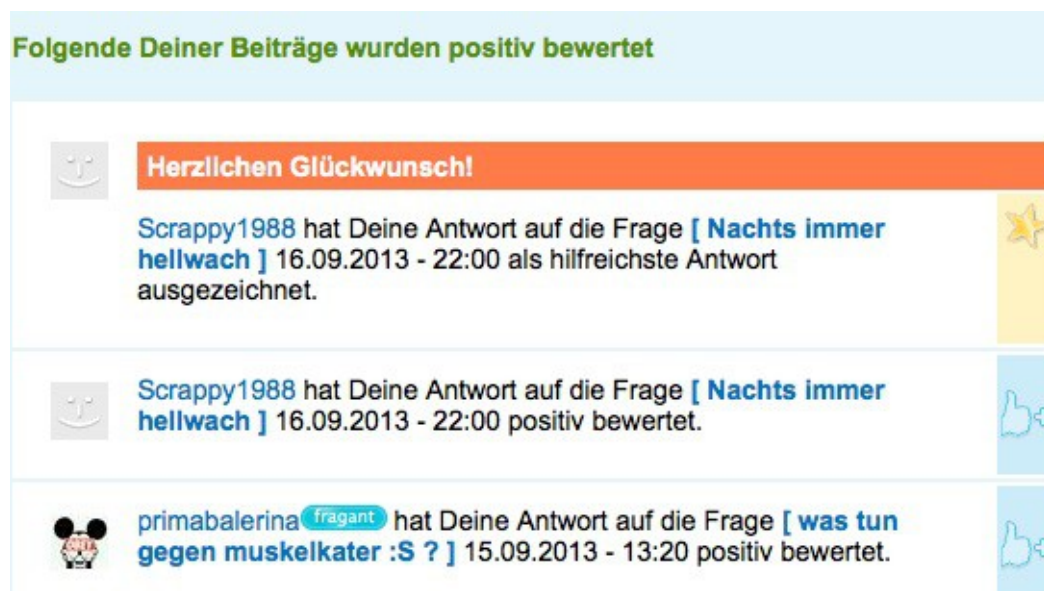 Folgende Deiner Beiträge wurden positiv bewertet
Herzlichen Glückwunsch!
Scrappy1988 hat Deine Antwort auf die Frage [ Nachts immer
hellwach ] 16.09.2013 - 22:00 als hilfreichste Antwort
ausgezeichnet.
Scrappy1988 hat Deine Antwort auf die Frage [ Nachts immer
hellwach ] 16.09.2013 - 22:00 positiv bewertet.
primabalerina fragant hat Deine Antwort auf die Frage [ was tun
gegen muskelkater :S ? ] 15.09.2013 - 13:20 positiv bewertet.